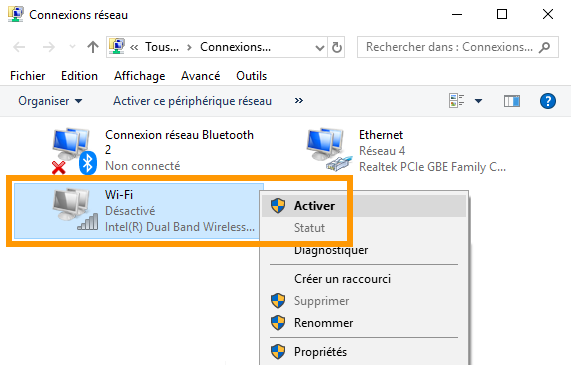 Connexions réseau
« Tous... > Connexions...
Rechercher dans : Connexions...
Fichier Edition Affichage Avancé Outils
Organiser Activer ce périphérique réseau »
Connexion réseau Bluetooth
2
Non connecté
Ethernet
Réseau 4
Realtek PCIe GBE Family C...
Wi-Fi
Désactivé
Intel(R) Dual Band Wireless...
Activer
Statut
Diagnostiquer
Créer un raccourci
Supprimer
Renommer
Propriétés